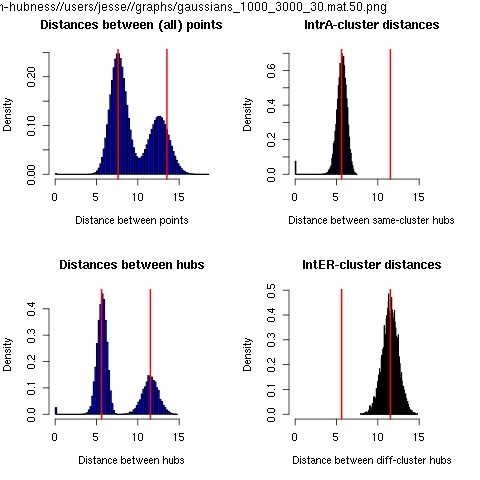 n-hubness//users/jesse//graphs/gaussians_1000_3000_30.mat.50.png
Distances between (all) points
IntrA-cluster distances
Density
0.00 0.10 0.20
0 5 10 15
Distance between points
Density
0.0 0.2 0.4 0.6
0 5 10 15
Distance between same-cluster hubs
Distances between hubs
IntER-cluster distances
Density
0.0 0.1 0.2 0.3 0.4
0 5 10 15
Distance between hubs
Density
0.0 0.1 0.2 0.3 0.4 0.5
0 5 10 15
Distance between diff-cluster hubs